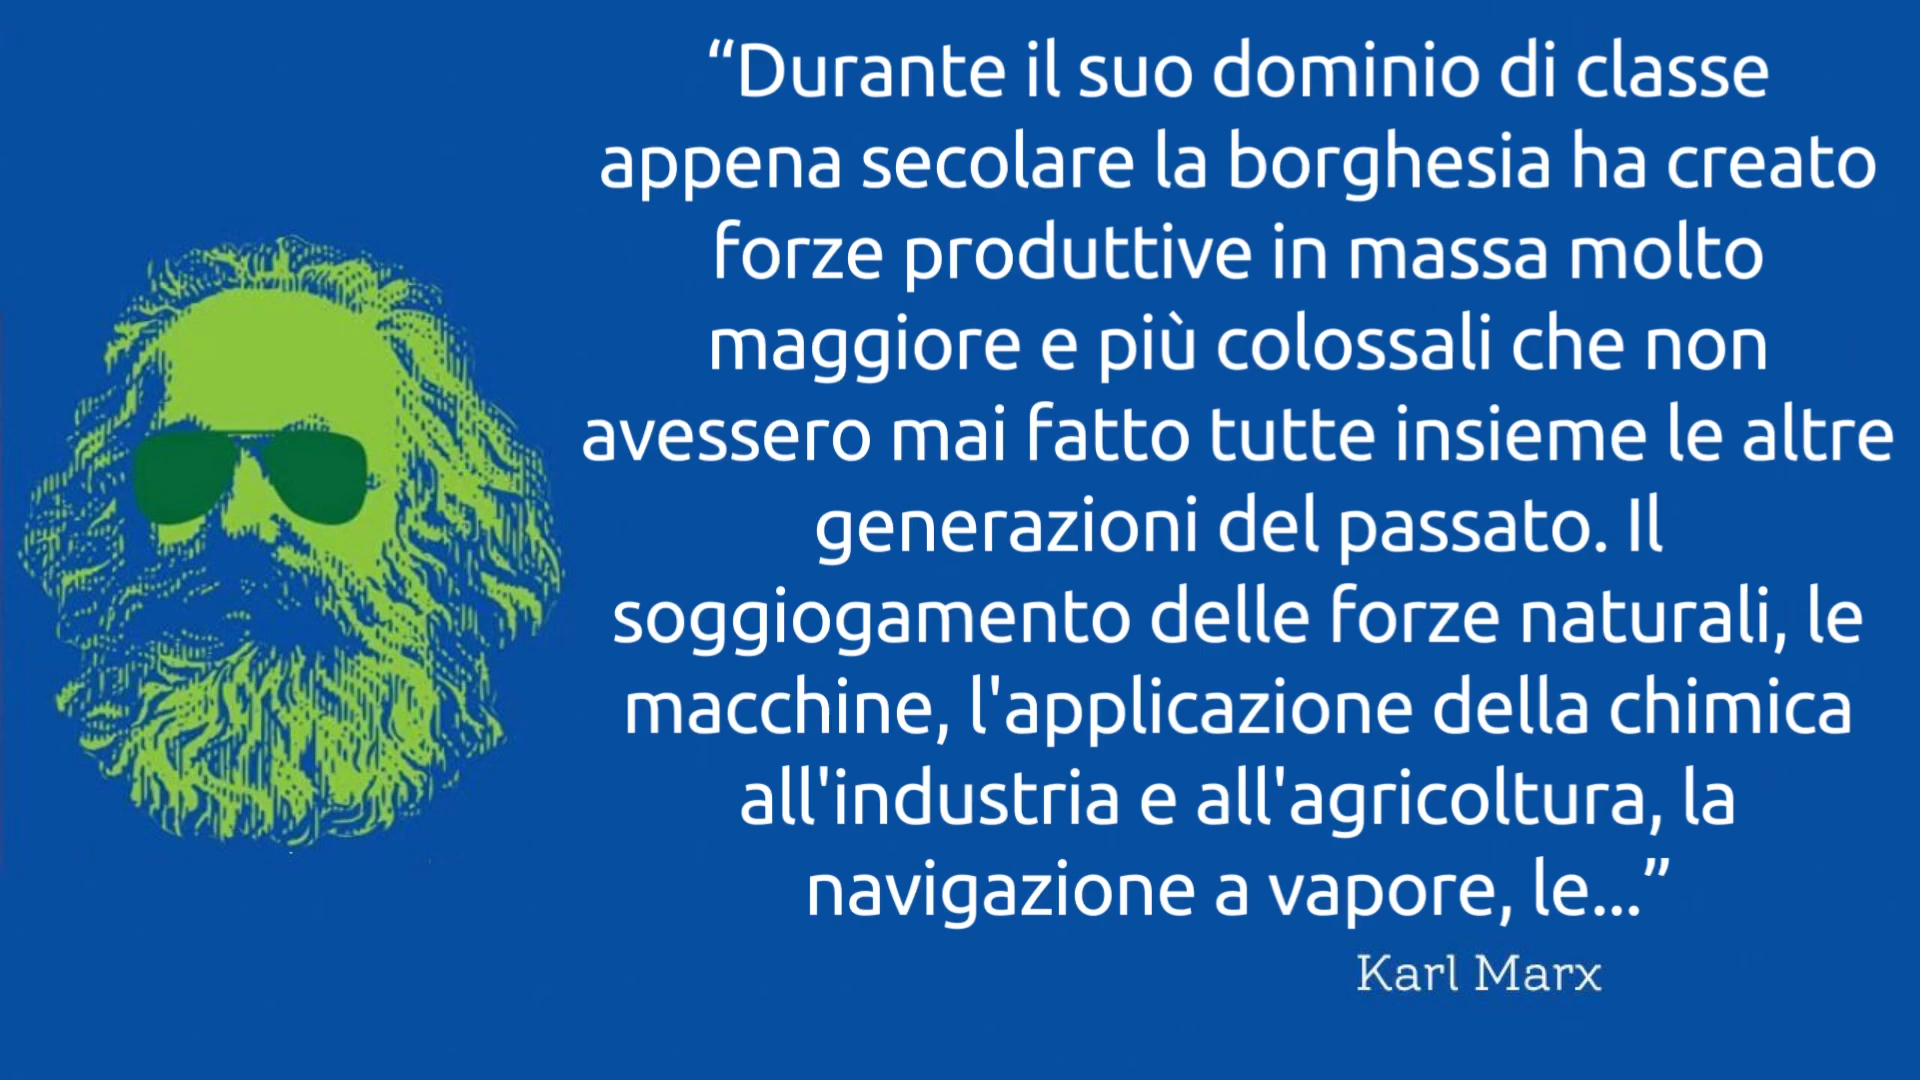 “Durante il suo dominio di classe
appena secolare la borghesia ha creato
forze produttive in massa molto
maggiore e più colossali che non
avessero mai fatto tutte insieme le altre
generazioni del passato. Il
soggiogamento delle forze naturali, le
macchine, l'applicazione della chimica
all'industria e all'agricoltura, la
navigazione a vapore, le...”
Karl Marx